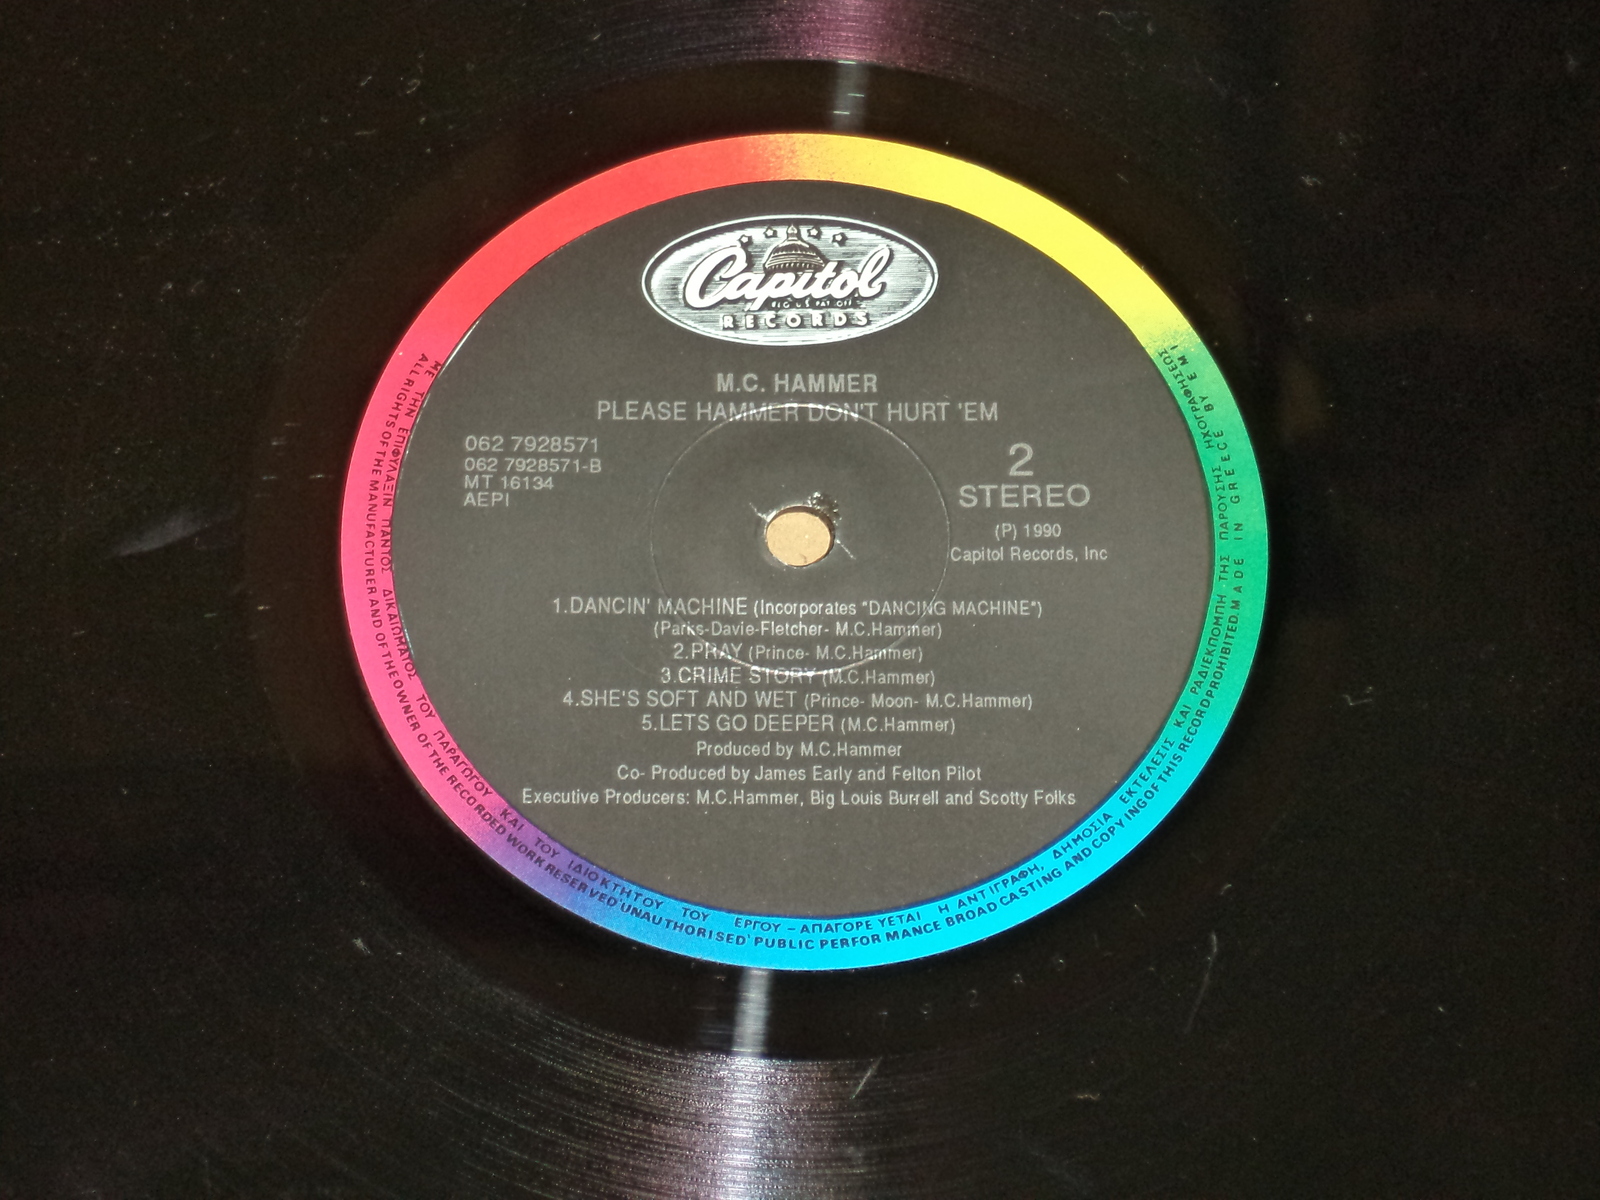 Capitol
REG. U.S. PAT. OFF.
RECORDS
M.C. HAMMER
PLEASE HAMMER DON'T HURT 'EM
062 7928571
062 7928571-B
MT 16134
AEPI
2
STEREO
(P) 1990
Capitol Records, Inc
1.DANCIN' MACHINE (Incorporates "DANCING MACHINE")
(Parks-Davie-Fletcher- M.C.Hammer)
2.PRAY (Prince- M.C.Hammer)
3.CRIME STORY (M.C.Hammer)
4.SHE'S SOFT AND WET (Prince- Moon- M.C.Hammer)
5.LETS GO DEEPER (M.C.Hammer)
Produced by M.C.Hammer
Co- Produced by James Early and Felton Pilot
Executive Producers: M.C.Hammer, Big Louis Burrell and Scotty Folks
ΜΕ ΤΗΝ ΕΠΙΦΥΛΑΞΙΝ ΠΑΝΤΟΣ ΔΙΚΑΙΩΜΑΤΟΣ ΤΟΥ ΠΑΡΑΓΩΓΟΥ ΚΑΙ ΤΟΥ ΙΔΙΟΚΤΗΤΟΥ ΤΟΥ ΕΡΓΟΥ – ΑΠΑΓΟΡΕΥΕΤΑΙ Η ΑΝΤΙΓΡΑΦΗ, ΔΗΜΟΣΙΑ ΕΚΤΕΛΕΣΙΣ ΚΑΙ ΡΑΔΙΕΚΠΟΜΠΗ ΤΗΣ ΠΑΡΟΥΣΗΣ ΗΧΟΓΡΑΦΗΣΕΩΣ
ALL RIGHTS OF THE MANUFACTURER AND OF THE OWNER OF THE RECORDED WORK RESERVED UNAUTHORISED PUBLIC PERFORMANCE BROADCASTING AND COPYING OF THIS RECORD PROHIBITED. MADE IN GREECE BY EMI